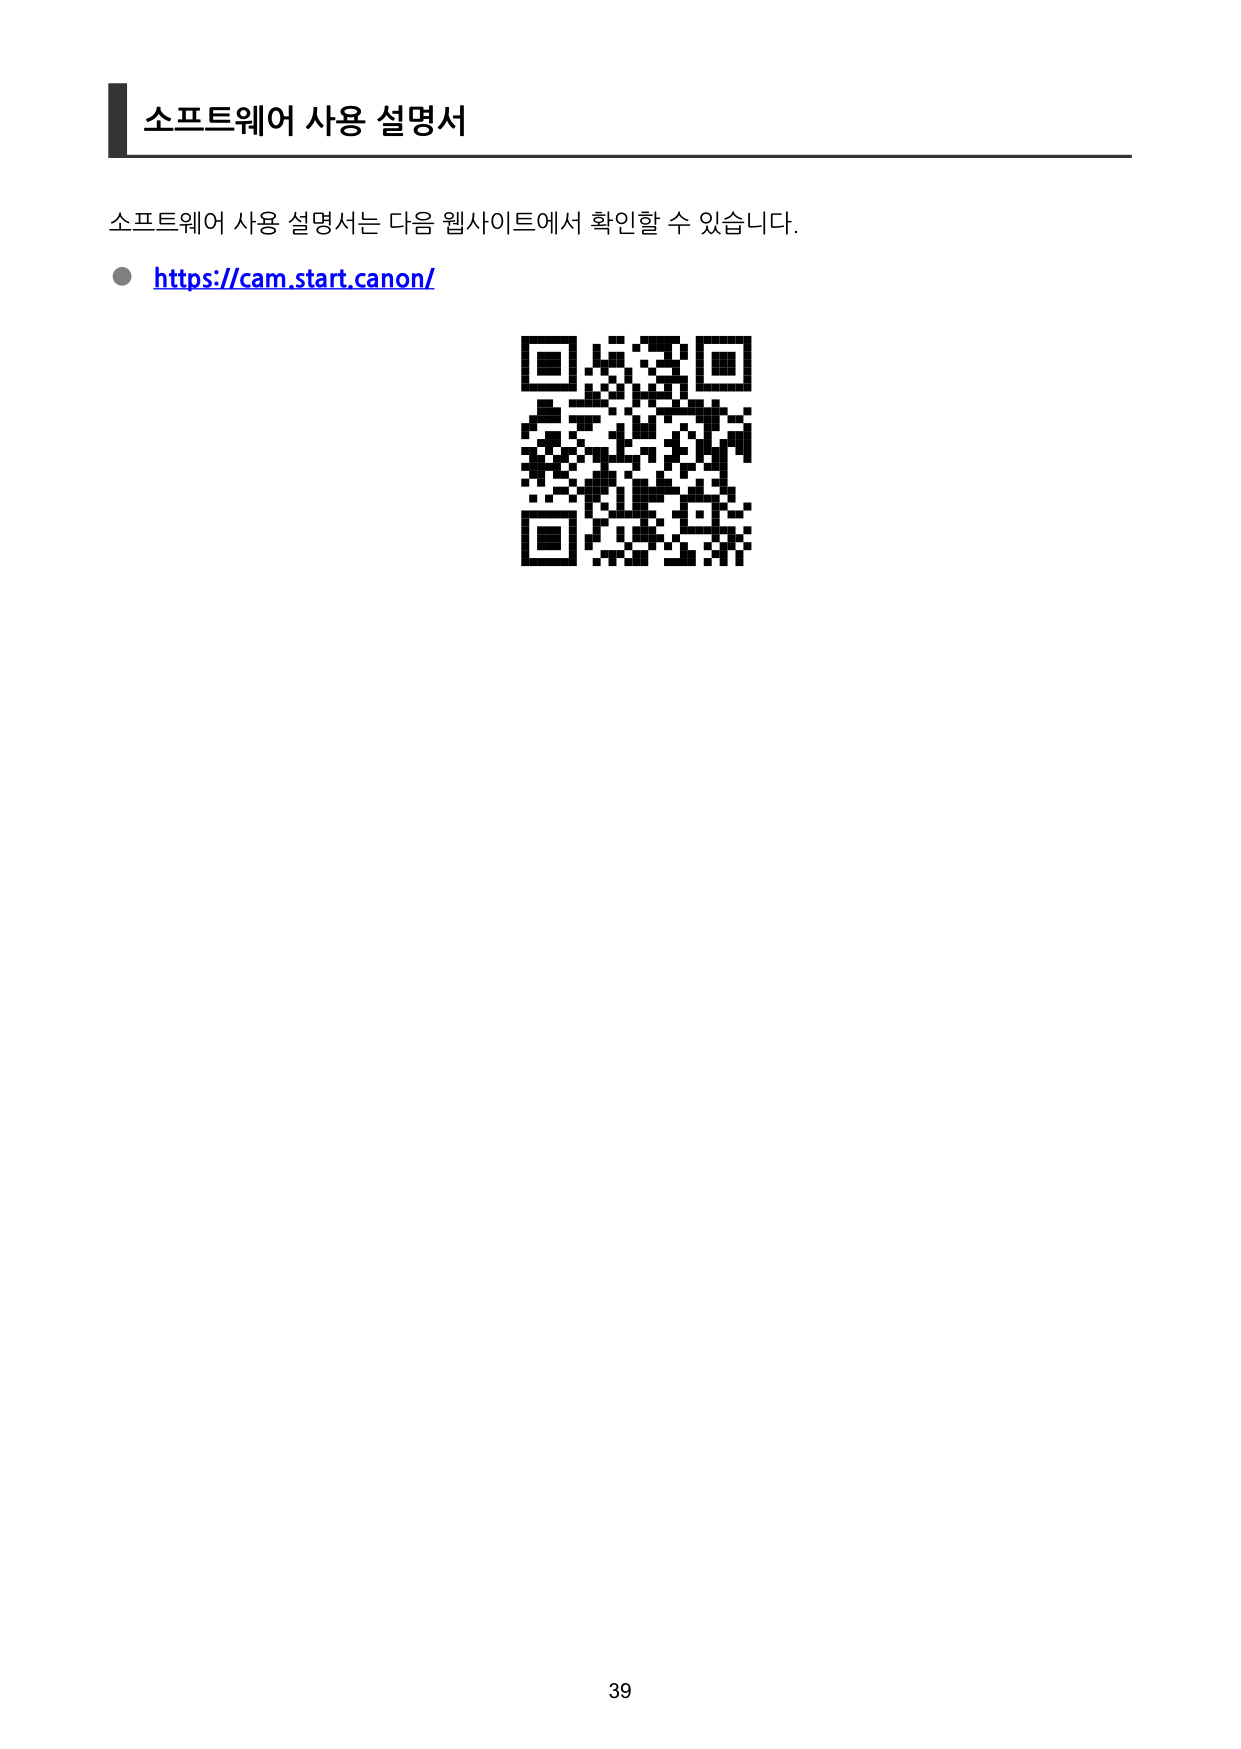 소프트웨어 사용 설명서
소프트웨어 사용 설명서는 다음 웹사이트에서 확인할 수 있습니다.
● https://cam.start.canon/
39